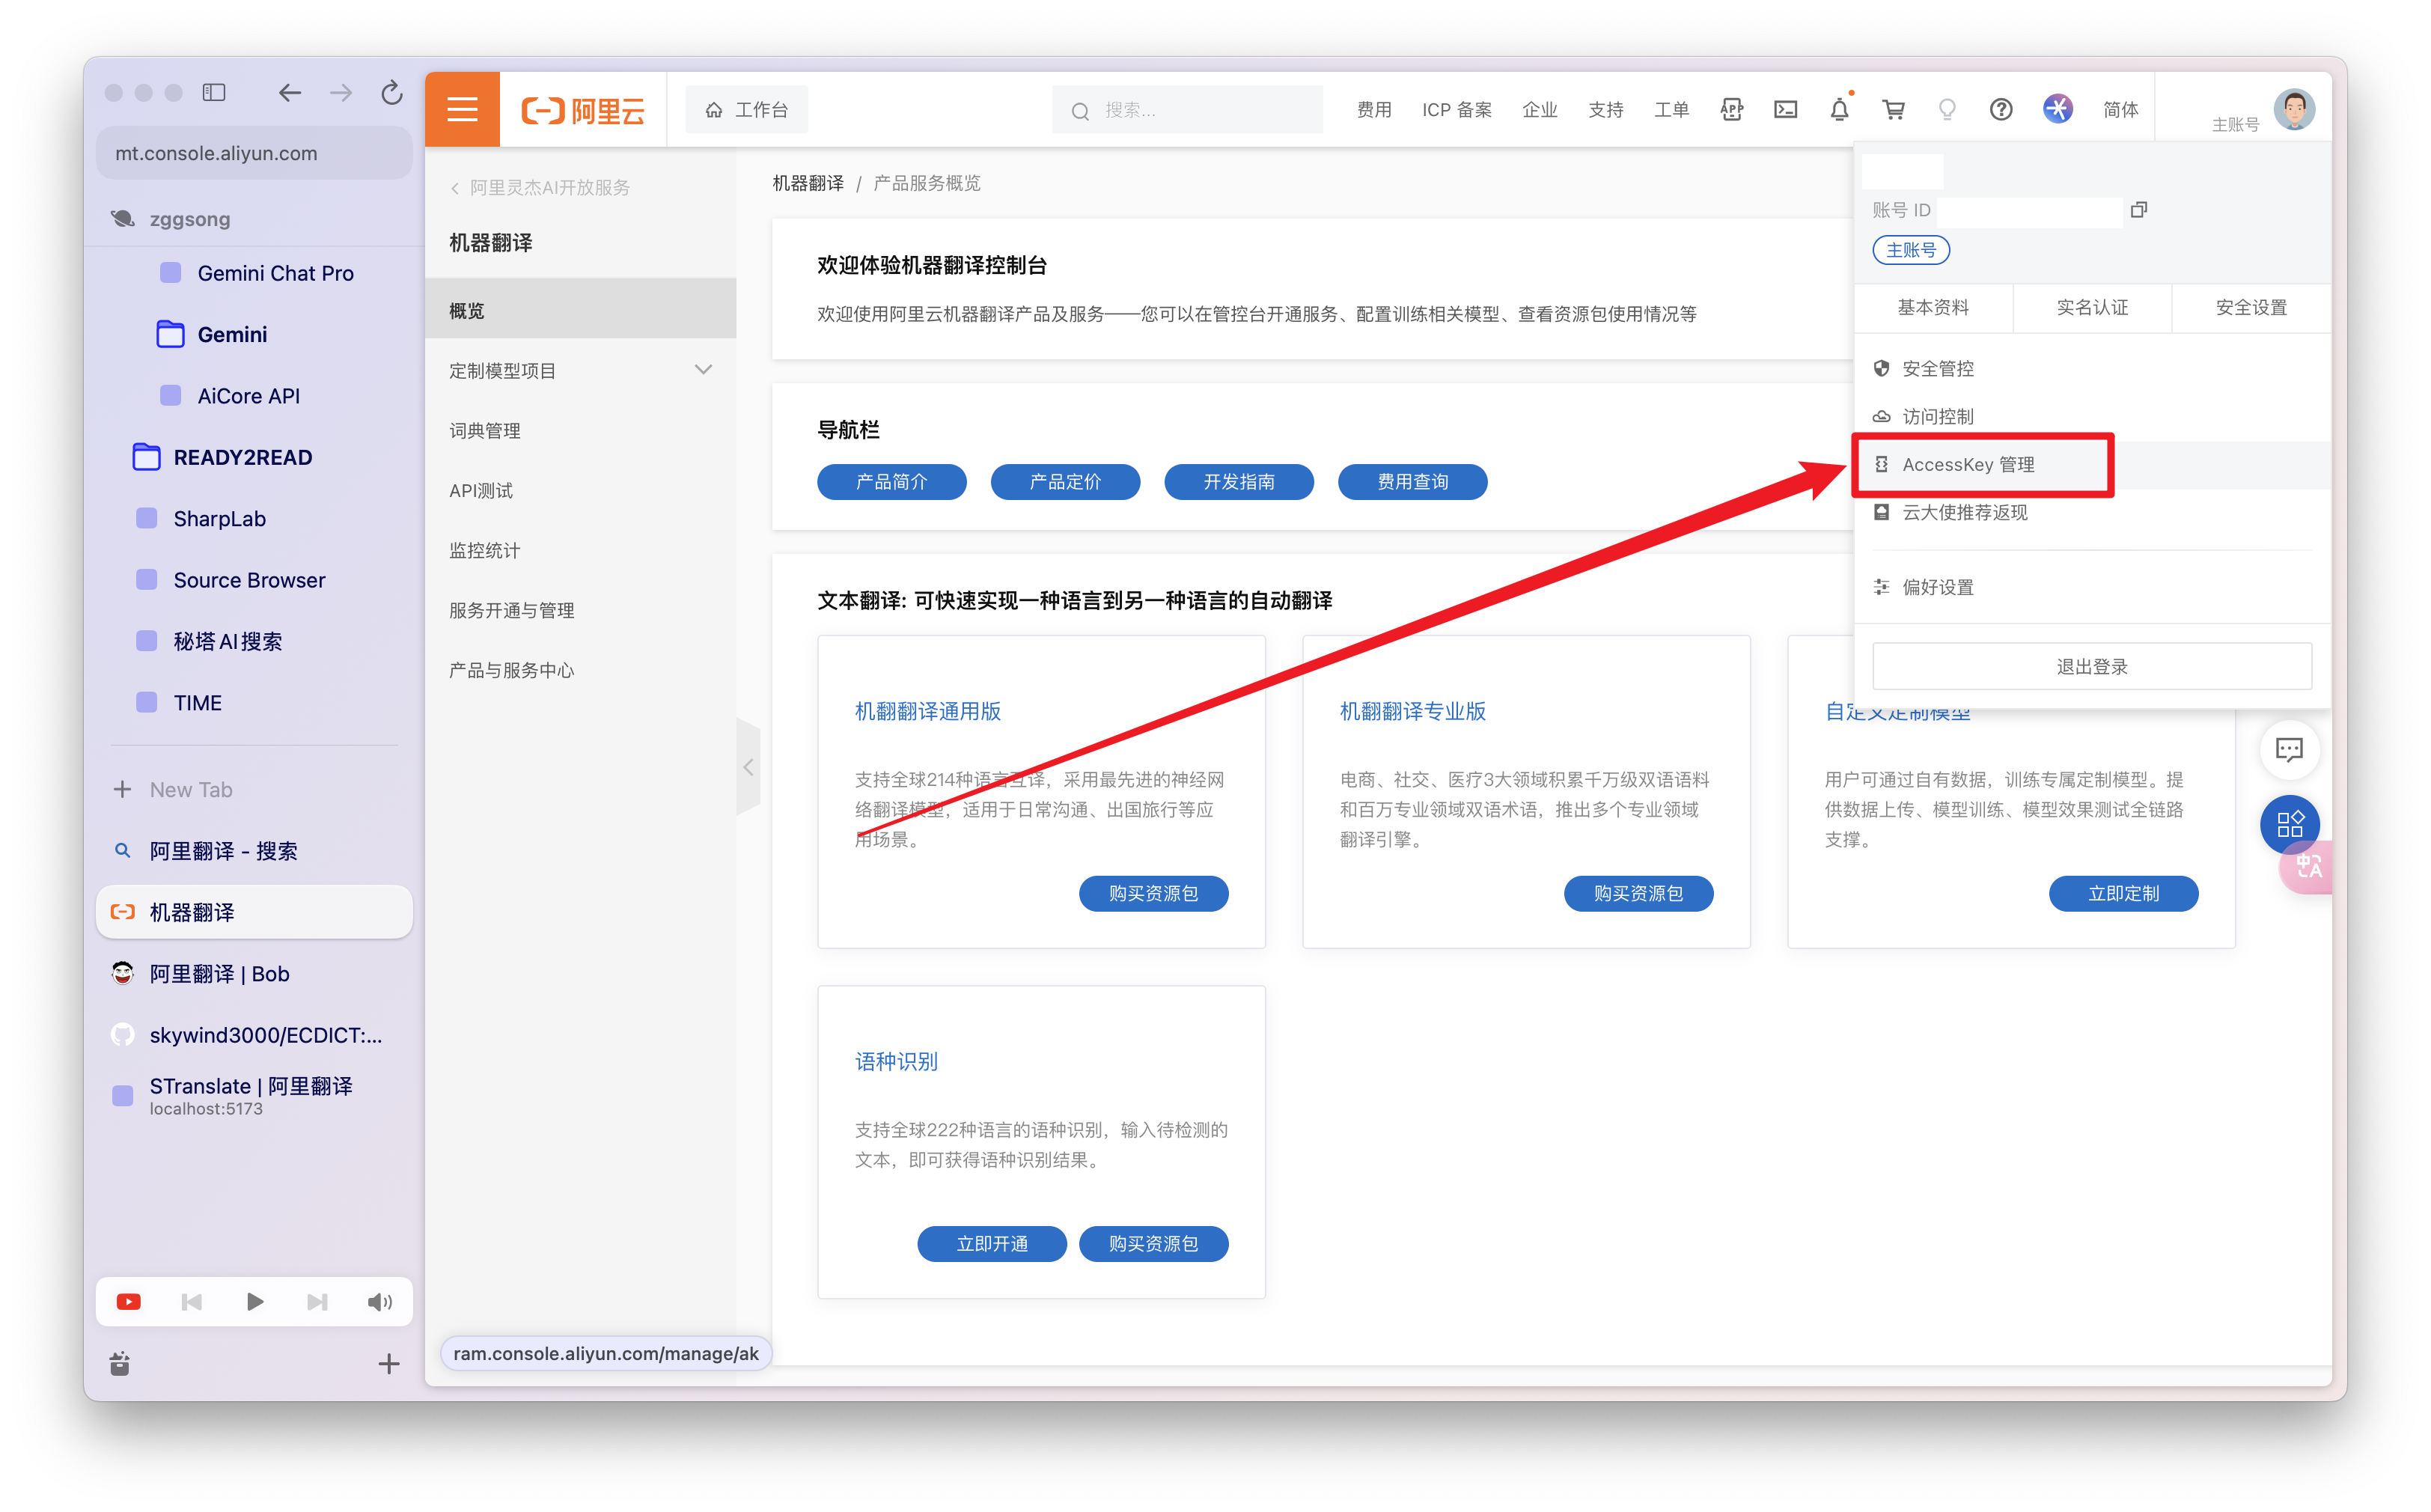 mt.console.aliyun.com
zggsong
Gemini Chat Pro
Gemini
AiCore API
READY2READ
SharpLab
Source Browser
秘塔AI搜索
TIME
New Tab
阿里翻译 - 搜索
机器翻译
阿里翻译 | Bob
skywind3000/ECDICT:...
STranslate | 阿里翻译
localhost:5173
阿里云
工作台
搜索...
费用
ICP 备案
企业
支持
工单
APP
简体
主账号
阿里灵杰AI开放服务
机器翻译
概览
定制模型项目
词典管理
API测试
监控统计
服务开通与管理
产品与服务中心
机器翻译 / 产品服务概览
欢迎体验机器翻译控制台
欢迎使用阿里云机器翻译产品及服务——您可以在管控台开通服务、配置训练相关模型、查看资源包使用情况等
导航栏
产品简介
产品定价
开发指南
费用查询
文本翻译: 可快速实现一种语言到另一种语言的自动翻译
机翻翻译通用版
支持全球214种语言互译，采用最先进的神经网
络翻译模型，适用于日常沟通、出国旅行等应
用场景。
购买资源包
机翻翻译专业版
电商、社交、医疗3大领域积累千万级双语语料
和百万专业领域双语术语，推出多个专业领域
翻译引擎。
购买资源包
自定义定制模型
用户可通过自有数据，训练专属定制模型。提
供数据上传、模型训练、模型效果测试全链路
支撑。
立即定制
语种识别
支持全球222种语言的语种识别，输入待检测的
文本，即可获得语种识别结果。
立即开通
购买资源包
账号 ID
主账号
基本资料
实名认证
安全设置
安全管控
访问控制
AccessKey 管理
云大使推荐返现
偏好设置
退出登录
中A
ram.console.aliyun.com/manage/ak